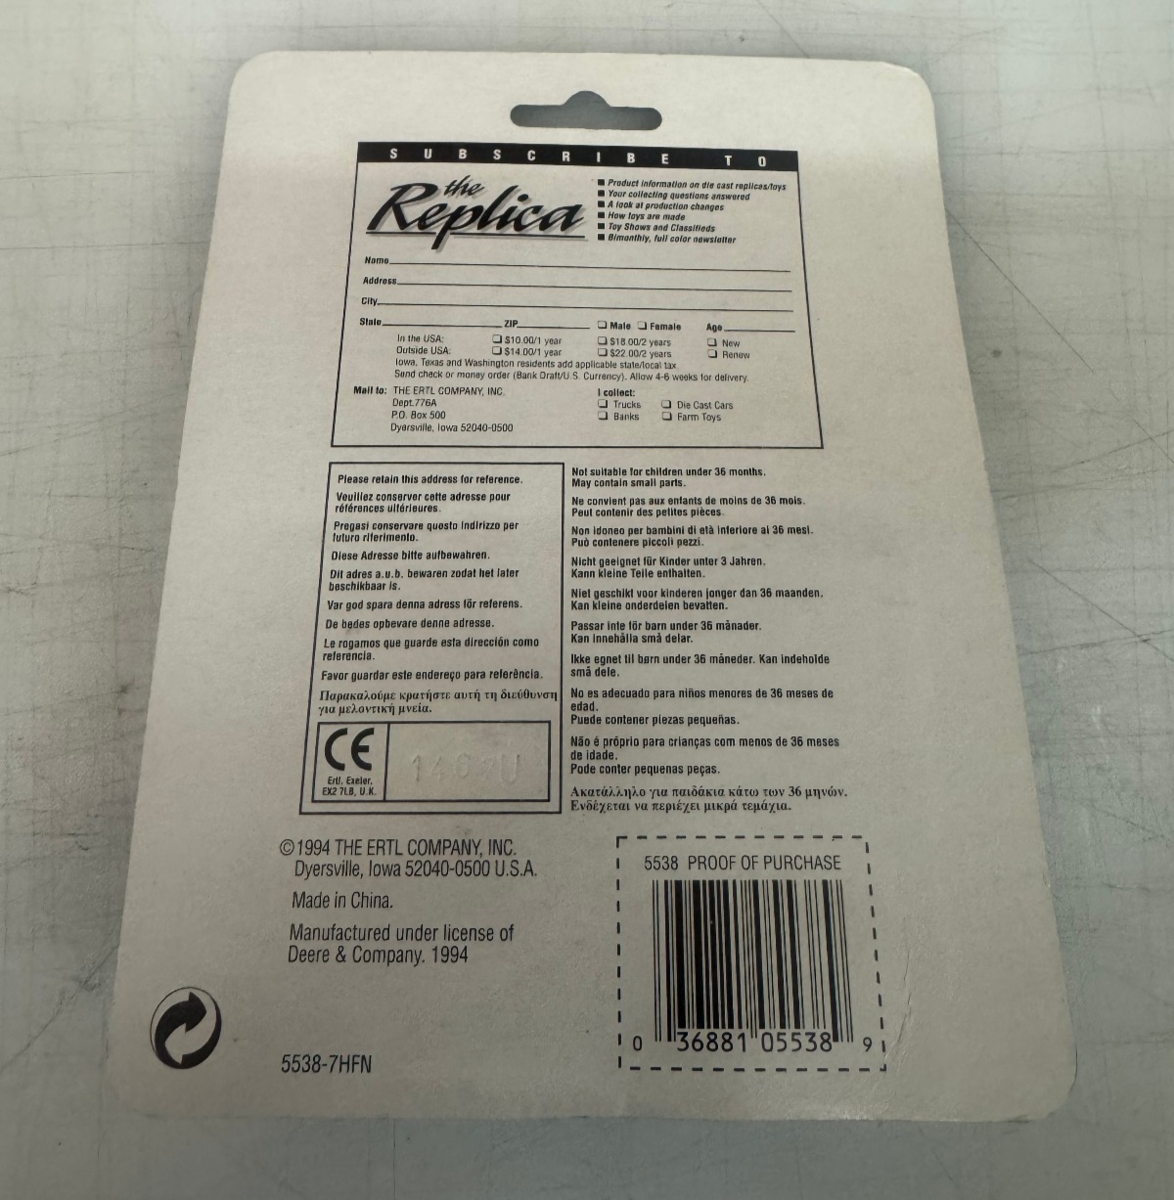 SUBSCRIBE TO
the
Replica
■ Product information on die cast replicas/toys
■ Your collecting questions answered
■ A look at production changes
■ How toys are made
■ Toy Shows and Classifieds
■ Bimonthly, full color newsletter
Name
Address
City
State ZIP ❏ Male ❏ Female Age
In the USA: ❏ $10.00/1 year ❏ $18.00/2 years ❏ New
Outside USA: ❏ $14.00/1 year ❏ $22.00/2 years ❏ Renew
Iowa, Texas and Washington residents add applicable state/local tax
Send check or money order (Bank Draft/U.S. Currency). Allow 4-6 weeks for delivery.
Mail to: THE ERTL COMPANY, INC.
Dept.776A
P.O. Box 500
Dyersville, Iowa 52040-0500
I collect:
❏ Trucks ❏ Die Cast Cars
❏ Banks ❏ Farm Toys
Please retain this address for reference.
Veuillez conserver cette adresse pour
références ultérieures.
Pregasi conservare questo indirizzo per
futuro riferimento.
Diese Adresse bitte aufbewahren.
Dit adres a.u.b. bewaren zodat het later
beschikbaar is.
Var god spara denna adress för referens.
De bedes opbevare denne adresse.
Le rogamos que guarde esta dirección como
referencia.
Favor guardar este endereço para referência.
Παρακαλούμε κρατήστε αυτή τη διεύθυνση
για μελοντική μνεία.
CE
Ertl, Exeter,
EX2 7LB, U.K.
Not suitable for children under 36 months.
May contain small parts.
Ne convient pas aux enfants de moins de 36 mois.
Peut contenir des petites pièces.
Non idoneo per bambini di età inferiore ai 36 mesi.
Può contenere piccoli pezzi.
Nicht geeignet für Kinder unter 3 Jahren.
Kann kleine Teile enthalten.
Niet geschikt voor kinderen jonger dan 36 maanden.
Kan kleine onderdelen bevatten.
Passar inte för barn under 36 månader.
Kan innehålla små delar.
Ikke egnet til børn under 36 måneder. Kan indeholde
små dele.
No es adecuado para niños menores de 36 meses de
edad.
Puede contener piezas pequeñas.
Não é próprio para crianças com menos de 36 meses
de idade.
Pode conter pequenas peças.
Ακατάλληλο για παιδάκια κάτω των 36 μηνών.
Ενδέχεται να περιέχει μικρά τεμάχια.
©1994 THE ERTL COMPANY, INC.
Dyersville, Iowa 52040-0500 U.S.A.
Made in China.
Manufactured under license of
Deere & Company. 1994
5538-7HFN
5538 PROOF OF PURCHASE
0 36881 05538 9